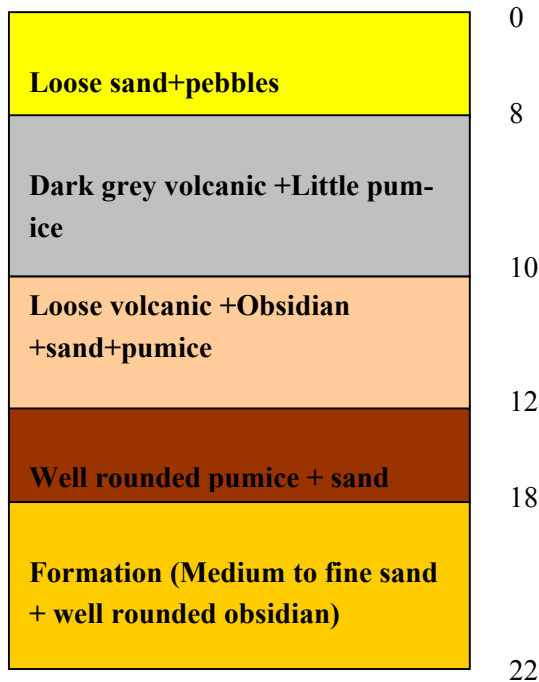 0
Loose sand+pebbles
8
Dark grey volcanic +Little pum-
ice
10
Loose volcanic +Obsidian
+sand+pumice
12
Well rounded pumice + sand
18
Formation (Medium to fine sand
+ well rounded obsidian)
22